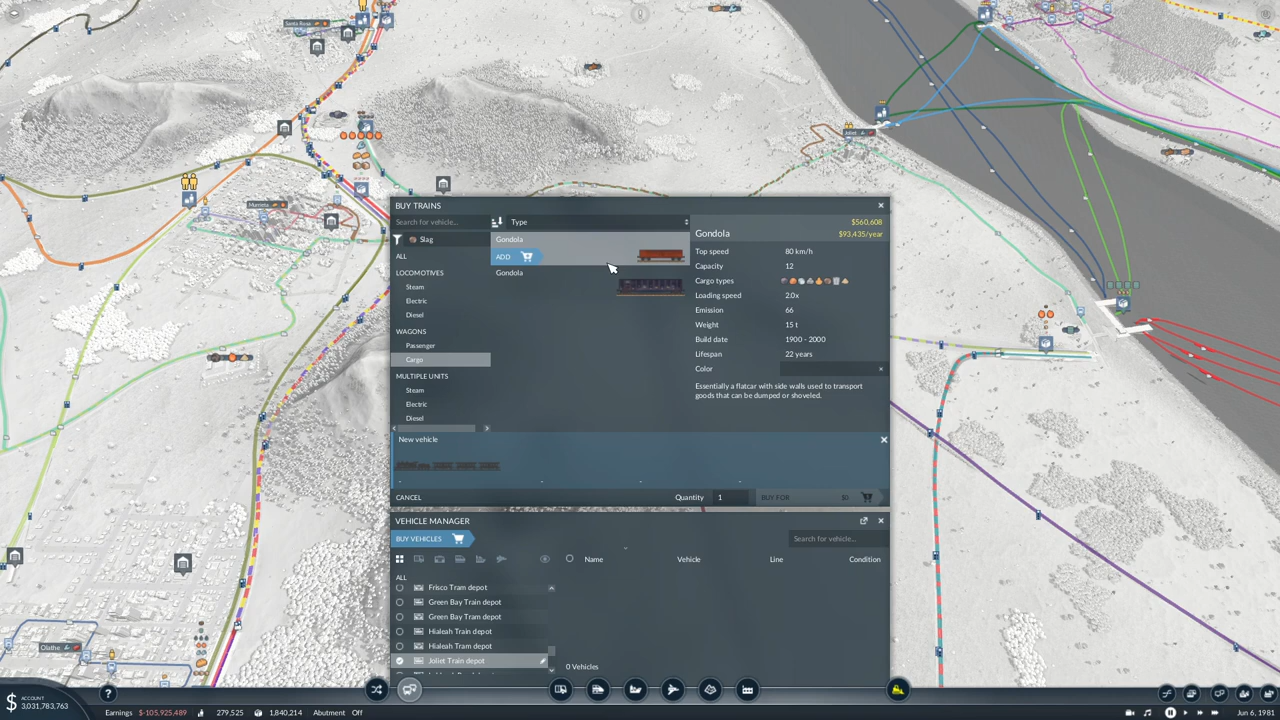 Santa Rosa
Joliet
Murrieta
Olathe
BUY TRAINS
Search for vehicle...
Type
Slag
ALL
LOCOMOTIVES
Steam
Electric
Diesel
WAGONS
Passenger
Cargo
MULTIPLE UNITS
Steam
Electric
Diesel
Gondola
ADD
Gondola
$560,608
Gondola
$93,435/year
Top speed 80 km/h
Capacity 12
Cargo types
Loading speed 2.0x
Emission 66
Weight 15 t
Build date 1900 - 2000
Lifespan 22 years
Color
Essentially a flatcar with side walls used to transport
goods that can be dumped or shoveled.
New vehicle
- - - -
CANCEL Quantity 1 BUY FOR $0
VEHICLE MANAGER
BUY VEHICLES
Search for vehicle...
Name Vehicle Line Condition
ALL
Frisco Tram depot
Green Bay Train depot
Green Bay Tram depot
Hialeah Train depot
Hialeah Tram depot
Joliet Train depot
0 Vehicles
$ ACCOUNT
3,031,783,763
?
Earnings $-105,925,489 279,525 1,840,214 Abutment Off
Jun 6, 1981